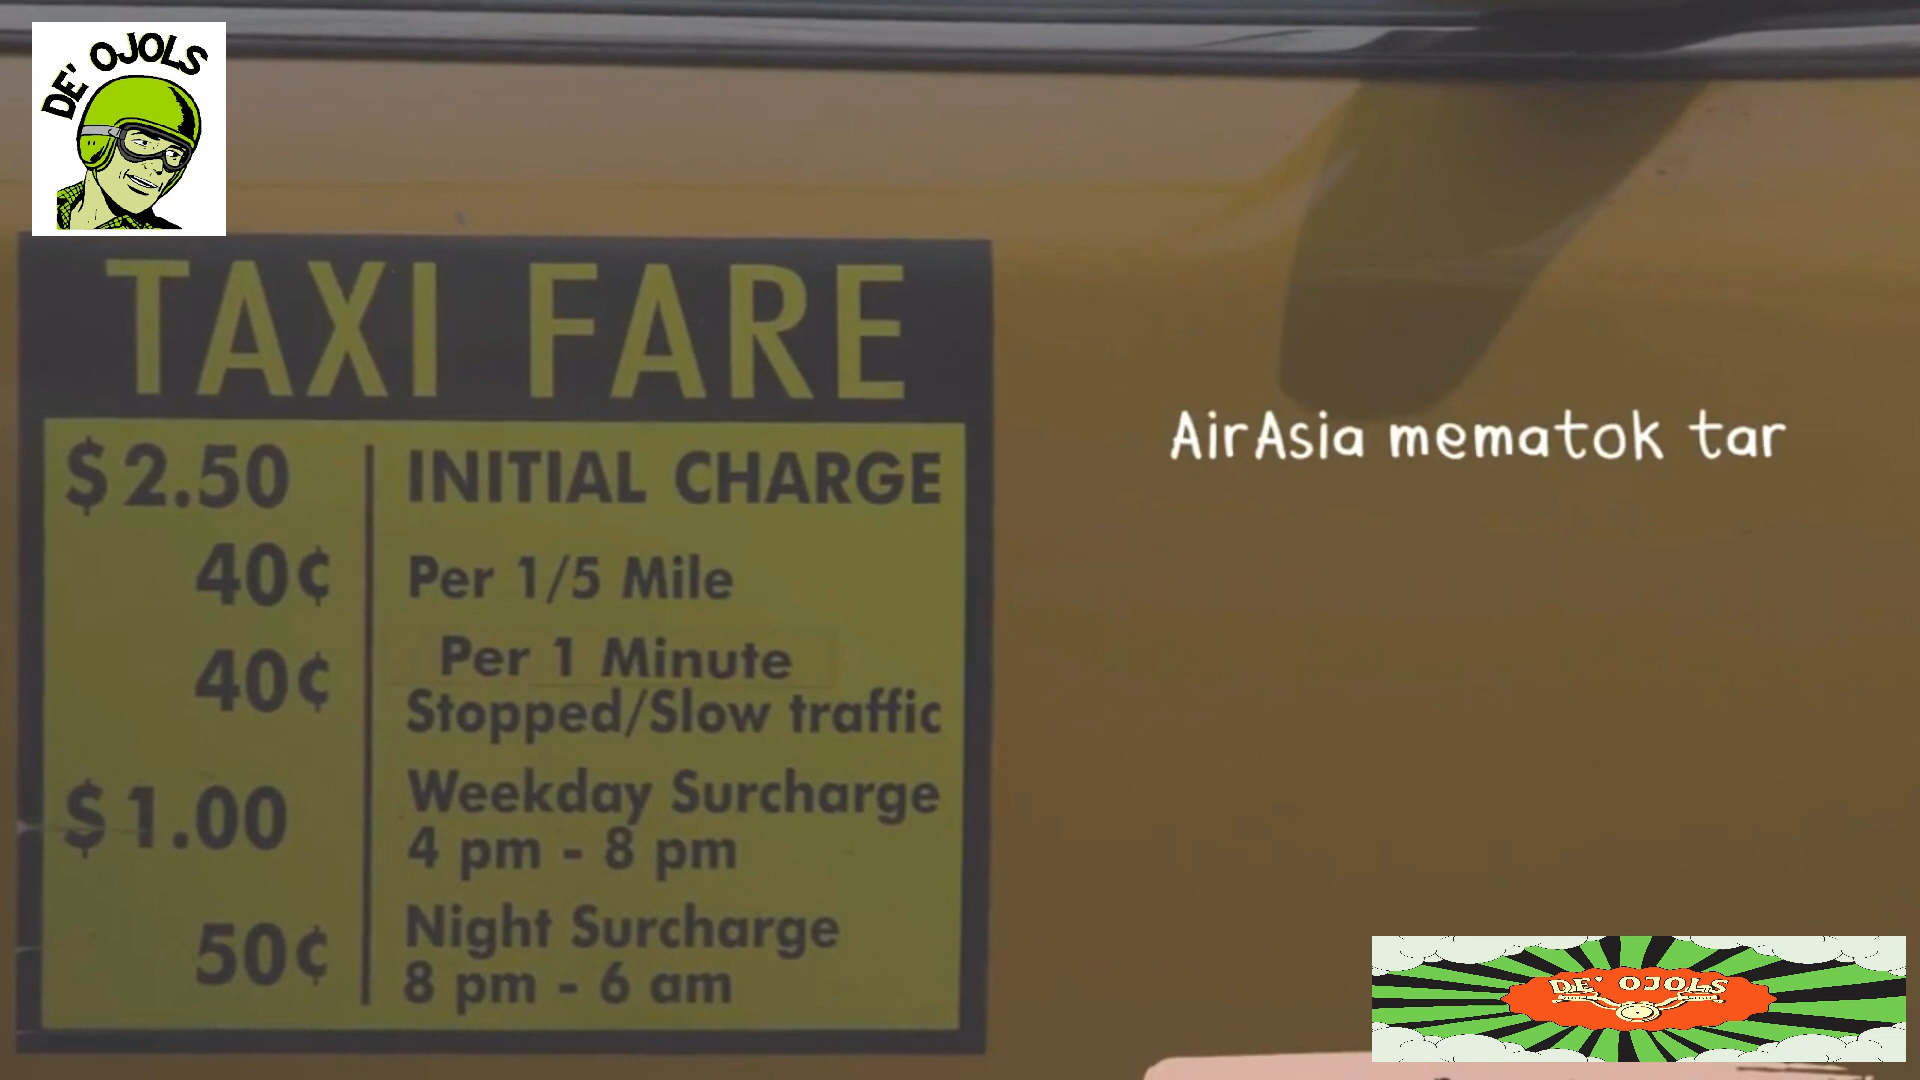 DE' OJOLS
TAXI FARE
$2.50 INITIAL CHARGE
40¢ Per 1/5 Mile
40¢ Per 1 Minute
Stopped/Slow traffic
$1.00 Weekday Surcharge
4 pm - 8 pm
50¢ Night Surcharge
8 pm - 6 am
AirAsia mematok tar
DE' OJOLS